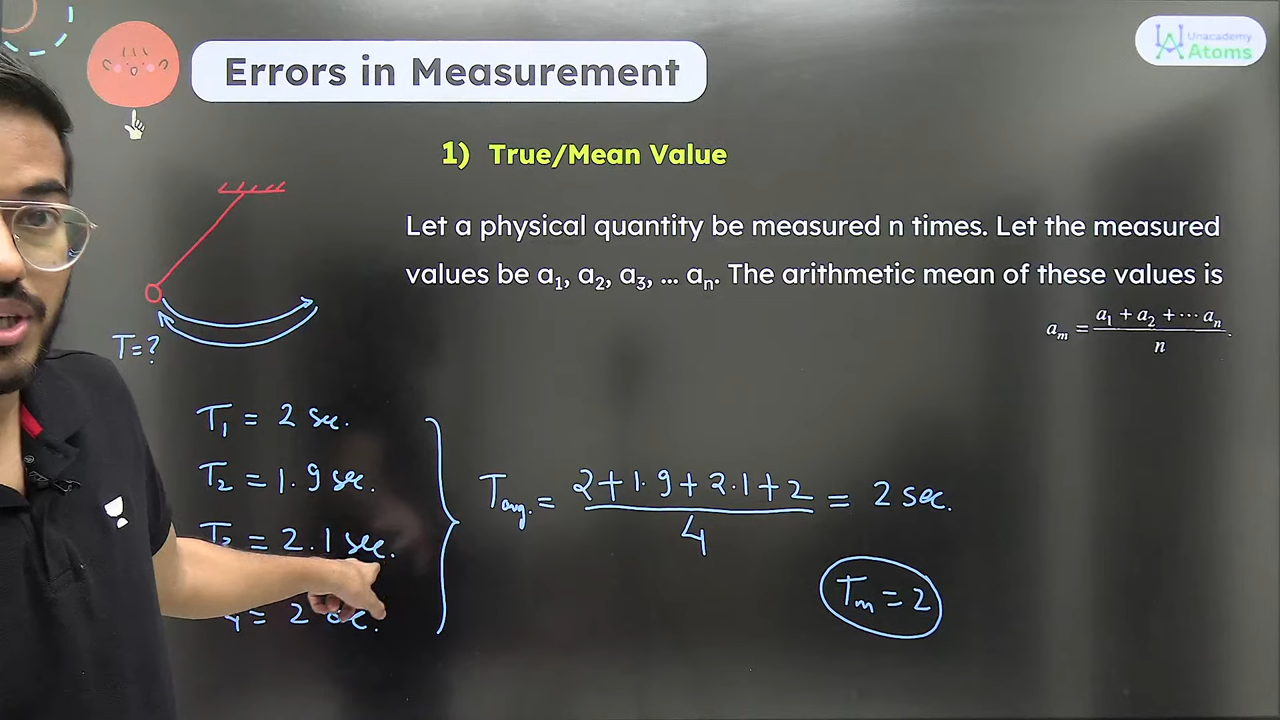 Unacademy
Atoms
Errors in Measurement
1) True/Mean Value
Let a physical quantity be measured n times. Let the measured
values be a₁, a₂, a₃, ... aₙ. The arithmetic mean of these values is
aₘ = (a₁ + a₂ + ⋯ aₙ) / n
T = ?
T₁ = 2 sec.
T₂ = 1.9 sec.
= 2.1 sec.
= 2 sec.
T avg. = (2 + 1.9 + 2.1 + 2) / 4 = 2 sec.
Tₘ = 2